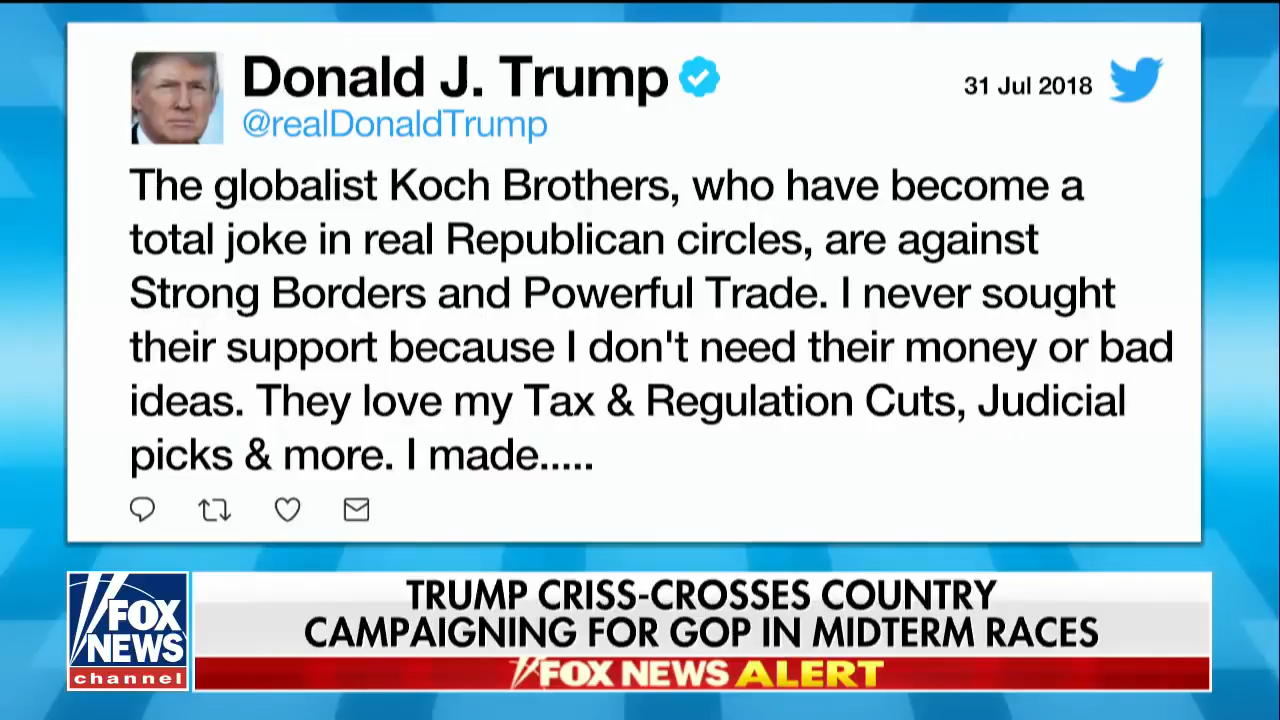 Donald J. Trump
@realDonaldTrump
31 Jul 2018
The globalist Koch Brothers, who have become a
total joke in real Republican circles, are against
Strong Borders and Powerful Trade. I never sought
their support because I don't need their money or bad
ideas. They love my Tax & Regulation Cuts, Judicial
picks & more. I made.....
FOX
NEWS
channel
TRUMP CRISS-CROSSES COUNTRY
CAMPAIGNING FOR GOP IN MIDTERM RACES
FOX NEWS ALERT